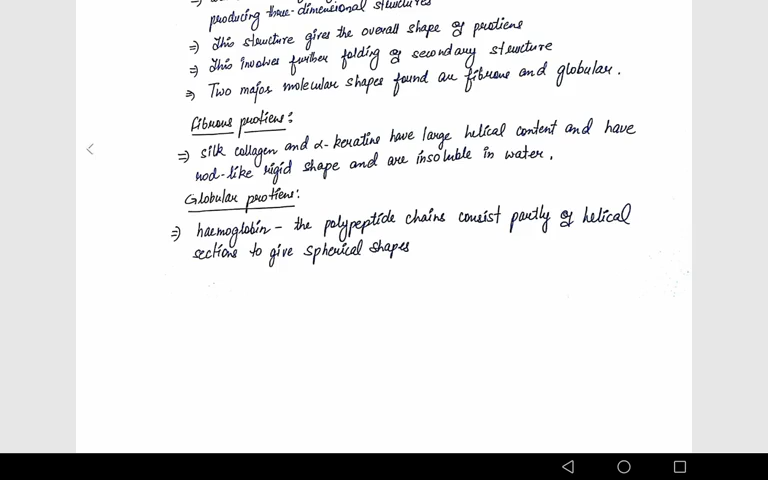 producing three-dimensional structures
⇒ This structure gives the overall shape of protiens
⇒ This involves further folding of secondary structure
⇒ Two major molecular shapes found are fibrous and globular.
fibrous protiens:
⇒ silk collagen and α-keratins have large helical content and have
rod-like rigid shape and are insoluble in water.
Globular protiens:
⇒ haemoglobin - the polypeptide chains consist partly of helical
sections to give spherical shapes